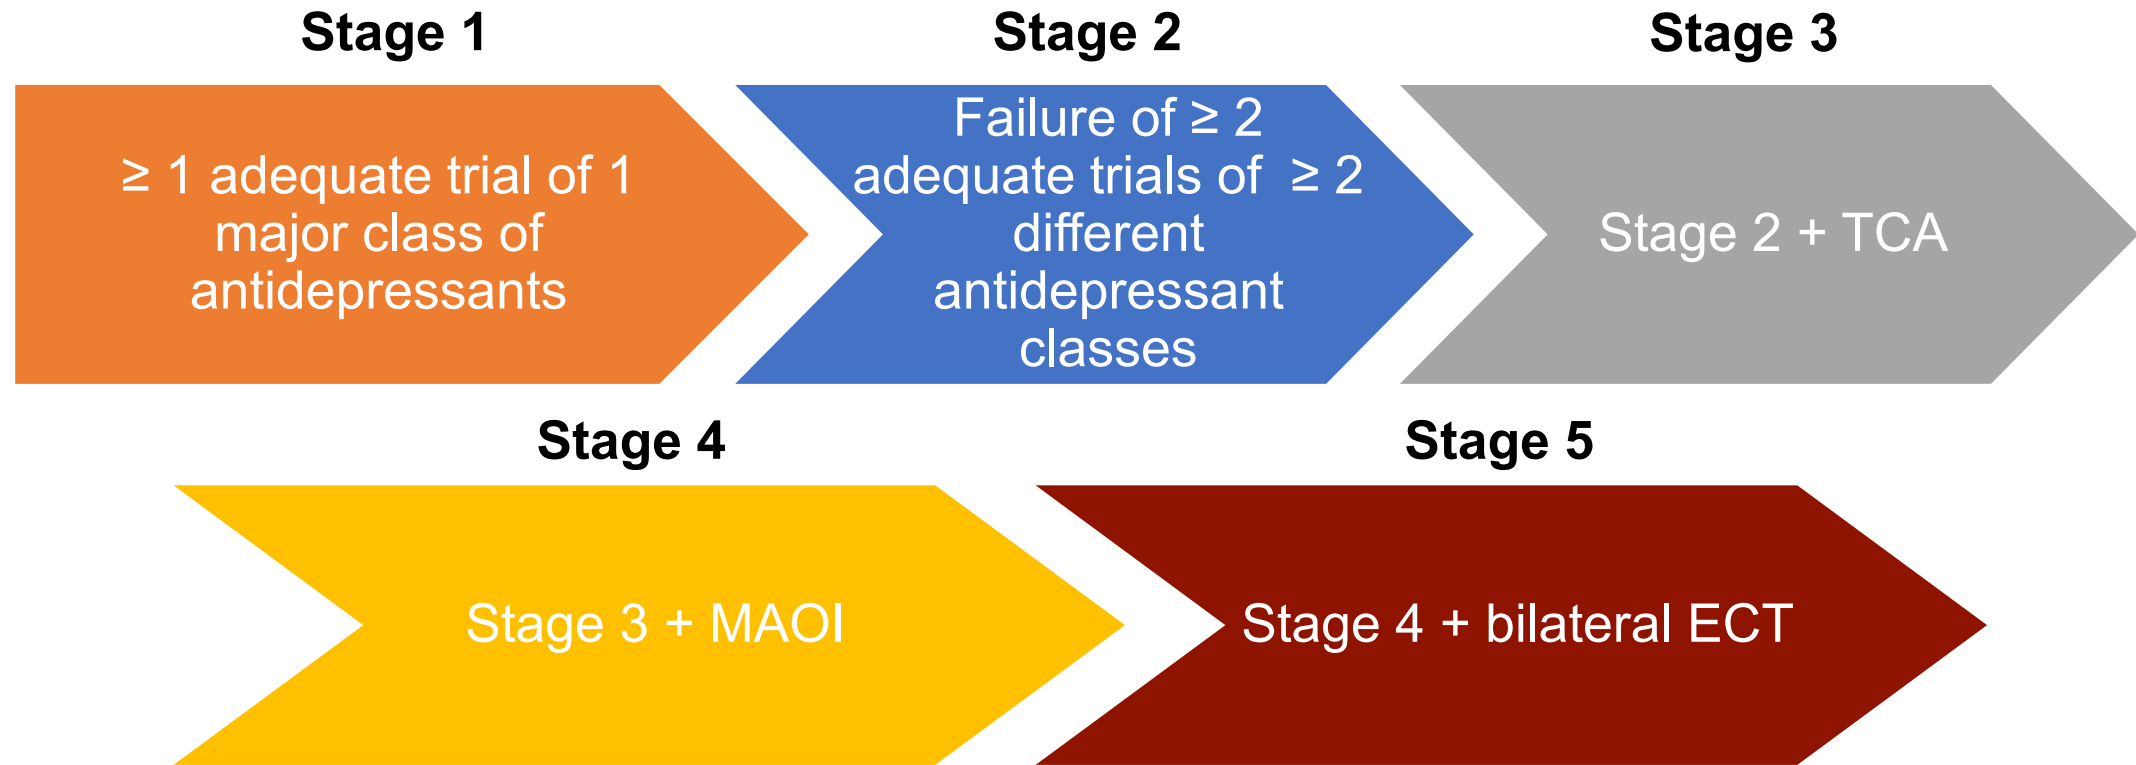 Stage 1
Stage 2
Stage 3
≥ 1 adequate trial of 1
major class of
antidepressants
Failure of ≥ 2
adequate trials of ≥ 2
different
antidepressant
classes
Stage 2 + TCA
Stage 4
Stage 5
Stage 3 + MAOI
Stage 4 + bilateral ECT